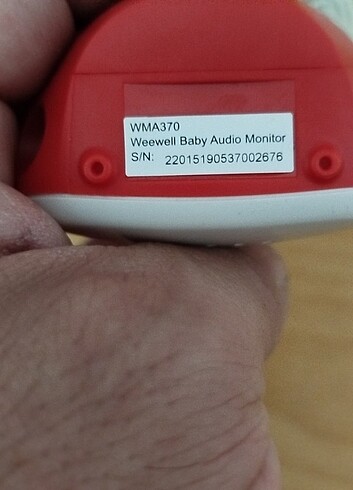 WMA370
Weewell Baby Audio Monitor
S/N: 22015190537002676